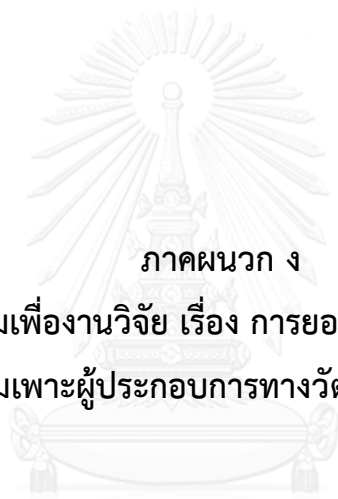 ภาคผนวก ง
เพื่องานวิจัย เรื่อง การยอ
มเพาะผู้ประกอบการทางวั